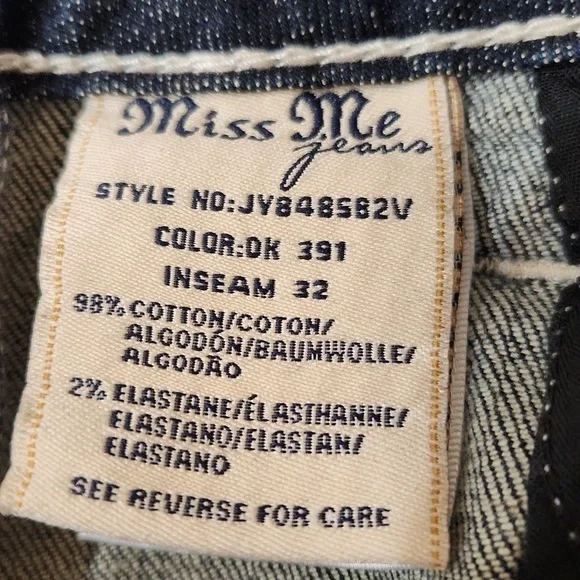 Miss Me
jeans
STYLE NO:JY8485B2V
COLOR:DK 391
INSEAM 32
98% COTTON/COTON/
ALGODÓN/BAUMWOLLE/
ALGODÃO
2% ELASTANE/ÉLASTHANNE/
ELASTANO/ELASTAN/
ELASTANO
SEE REVERSE FOR CARE